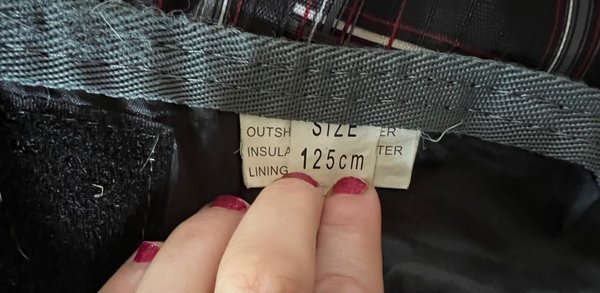 OUTSH SIZE ER
INSULA 125cm TER
LINING